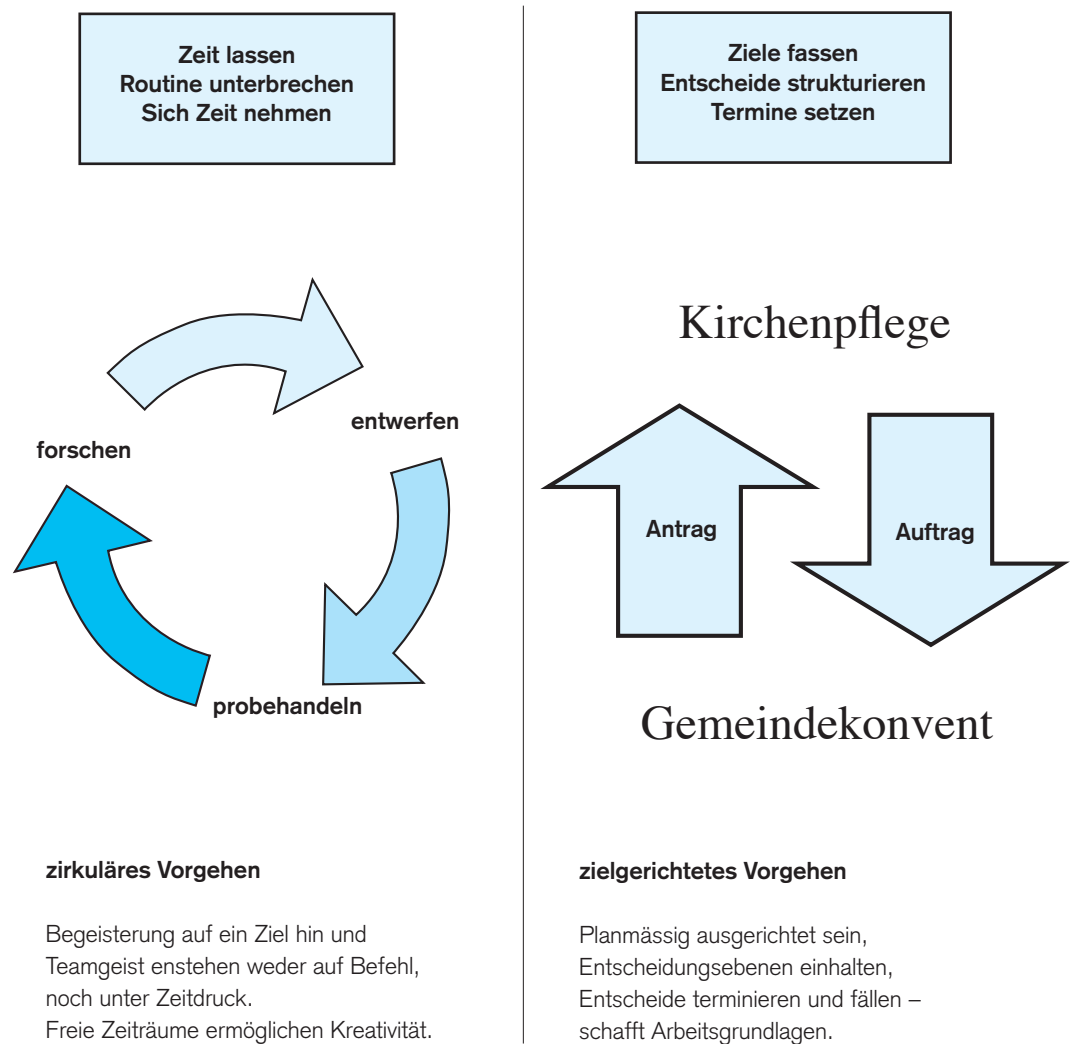 Zeit lassen
Routine unterbrechen
Sich Zeit nehmen
forschen
entwerfen
probehandeln
zirkuläres Vorgehen
Begeisterung auf ein Ziel hin und
Teamgeist enstehen weder auf Befehl,
noch unter Zeitdruck.
Freie Zeiträume ermöglichen Kreativität.
Ziele fassen
Entscheide strukturieren
Termine setzen
Kirchenpflege
Antrag
Auftrag
Gemeindekonvent
zielgerichtetes Vorgehen
Planmässig ausgerichtet sein,
Entscheidungsebenen einhalten,
Entscheide terminieren und fällen –
schafft Arbeitsgrundlagen.